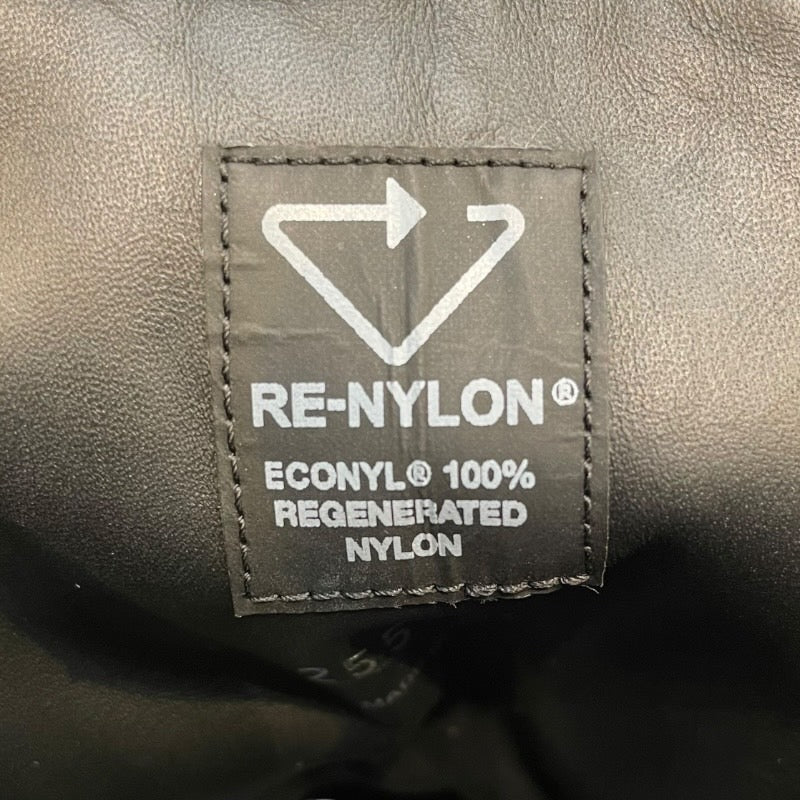 RE-NYLON®
ECONYL® 100%
REGENERATED
NYLON